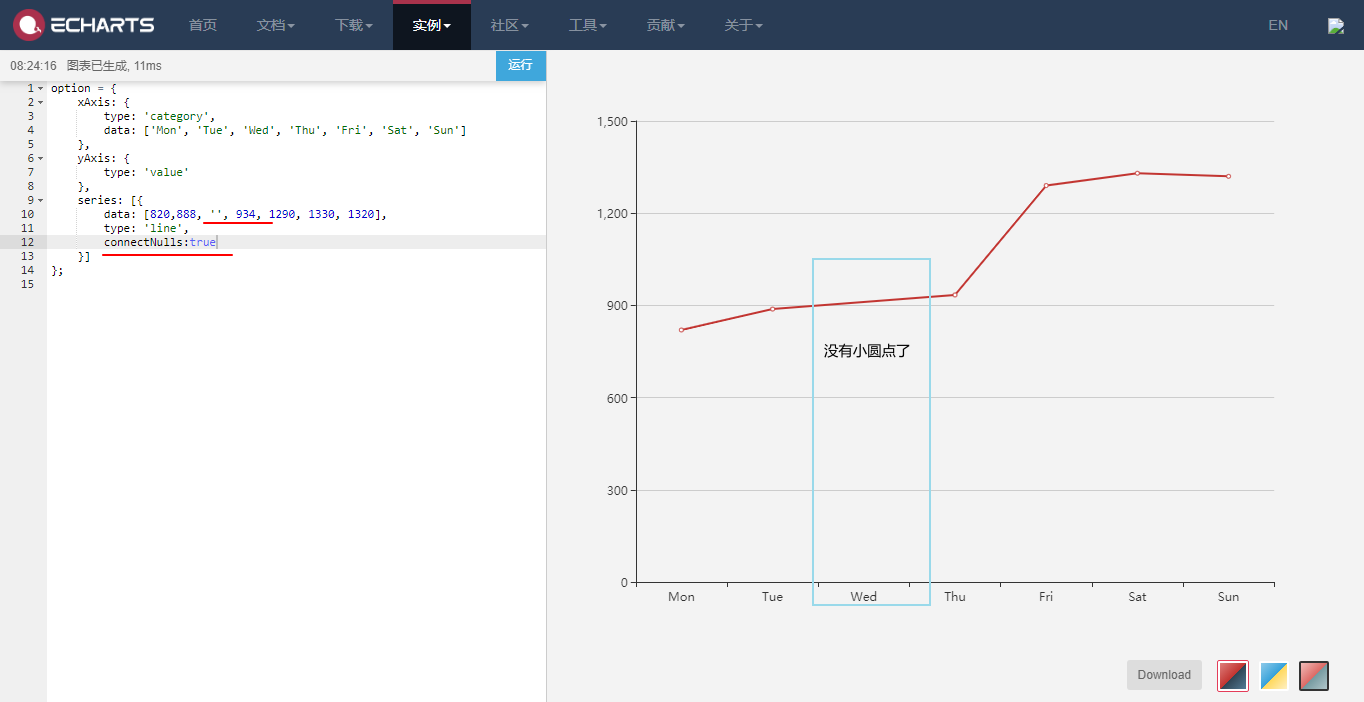 ECHARTS 首页 文档 下载 实例 社区 工具 贡献 关于 EN
08:24:16 图表已生成, 11ms 运行
1 option = {
2 xAxis: {
3 type: 'category',
4 data: ['Mon', 'Tue', 'Wed', 'Thu', 'Fri', 'Sat', 'Sun']
5 },
6 yAxis: {
7 type: 'value'
8 },
9 series: [{
10 data: [820,888, '', 934, 1290, 1330, 1320],
11 type: 'line',
12 connectNulls:true
13 }]
14 };
15
1,500
1,200
900
没有小圆点了
600
300
0
Mon Tue Wed Thu Fri Sat Sun
Download